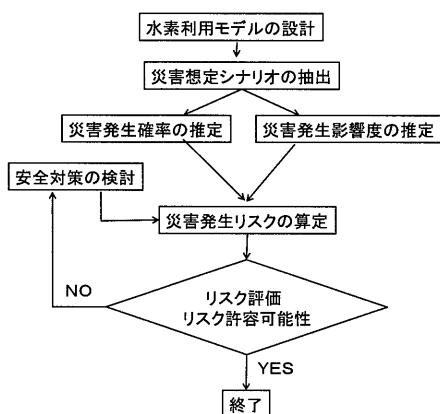 水素利用モデルの設計
災害想定シナリオの抽出
災害発生確率の推定
災害発生影響度の推定
安全対策の検討
災害発生リスクの算定
NO
リスク評価
リスク許容可能性
YES
終了